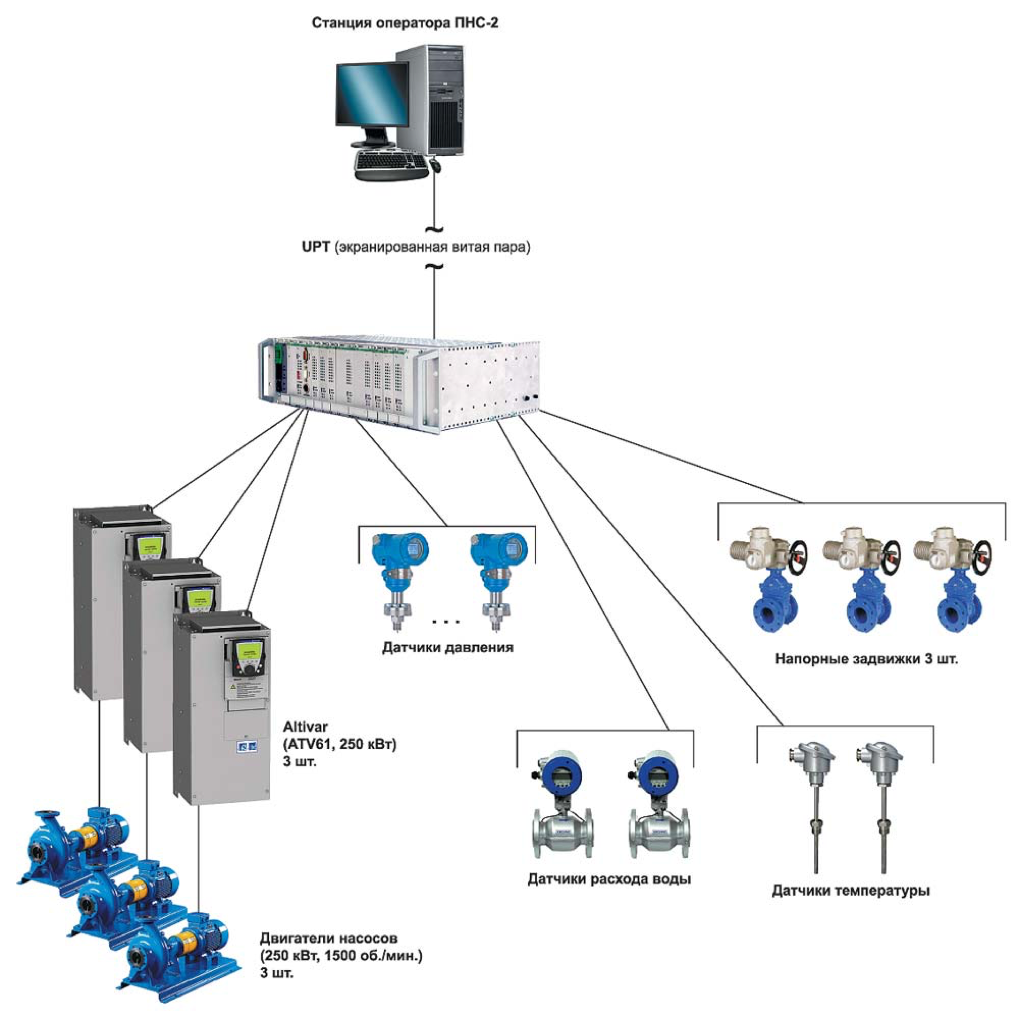 Станция оператора ПНС-2
UPT (экранированная витая пара)
Датчики давления
Напорные задвижки 3 шт.
Altivar
(ATV61, 250 кВт)
3 шт.
Датчики расхода воды
Датчики температуры
Двигатели насосов
(250 кВт, 1500 об./мин.)
3 шт.